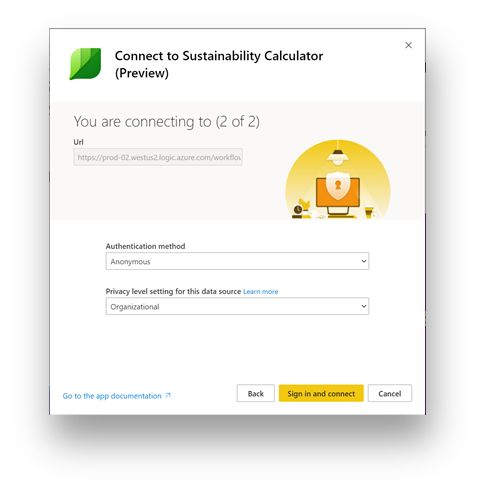 Connect to Sustainability Calculator
(Preview)
You are connecting to (2 of 2)
Url
https://prod-02.westus2.logic.azure.com/workflow
Authentication method
Anonymous
Privacy level setting for this data source Learn more
Organizational
Go to the app documentation
Back
Sign in and connect
Cancel